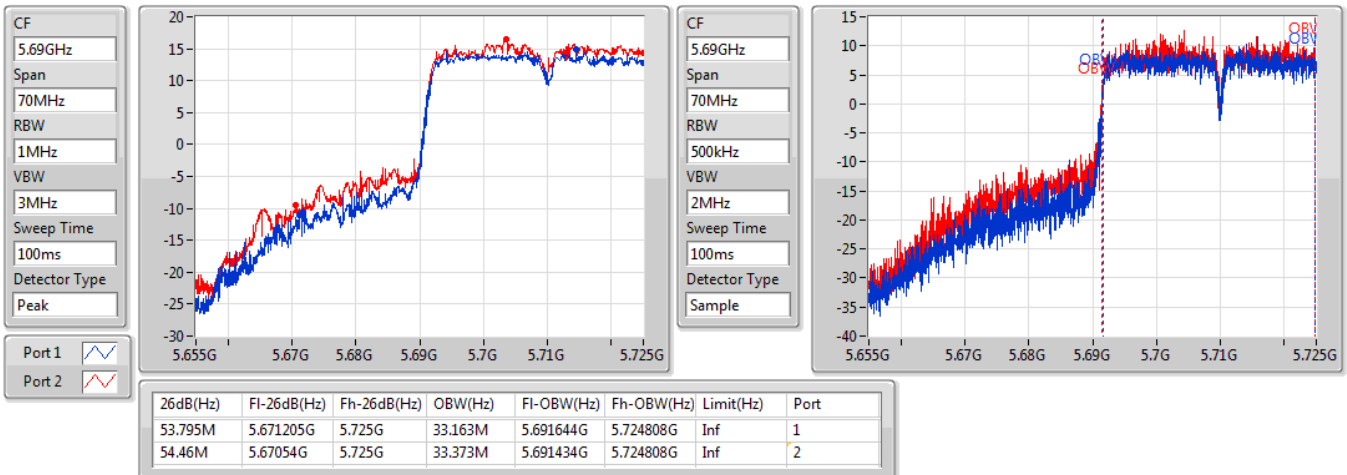 CF
5.69GHz
Span
70MHz
RBW
1MHz
VBW
3MHz
Sweep Time
100ms
Detector Type
Peak
Port 1
Port 2
20
15
10
5
0
-5
-10
-15
-20
-25
-30
5.655G 5.67G 5.68G 5.69G 5.7G 5.71G 5.725G
CF
5.69GHz
Span
70MHz
RBW
500kHz
VBW
2MHz
Sweep Time
100ms
Detector Type
Sample
15
10
5
0
-5
-10
-15
-20
-25
-30
-35
-40
OBW
OBW
OBW
OBW
5.655G 5.67G 5.68G 5.69G 5.7G 5.71G 5.725G
26dB(Hz) Fl-26dB(Hz) Fh-26dB(Hz) OBW(Hz) Fl-OBW(Hz) Fh-OBW(Hz) Limit(Hz) Port
53.795M 5.671205G 5.725G 33.163M 5.691644G 5.724808G Inf 1
54.46M 5.67054G 5.725G 33.373M 5.691434G 5.724808G Inf 2